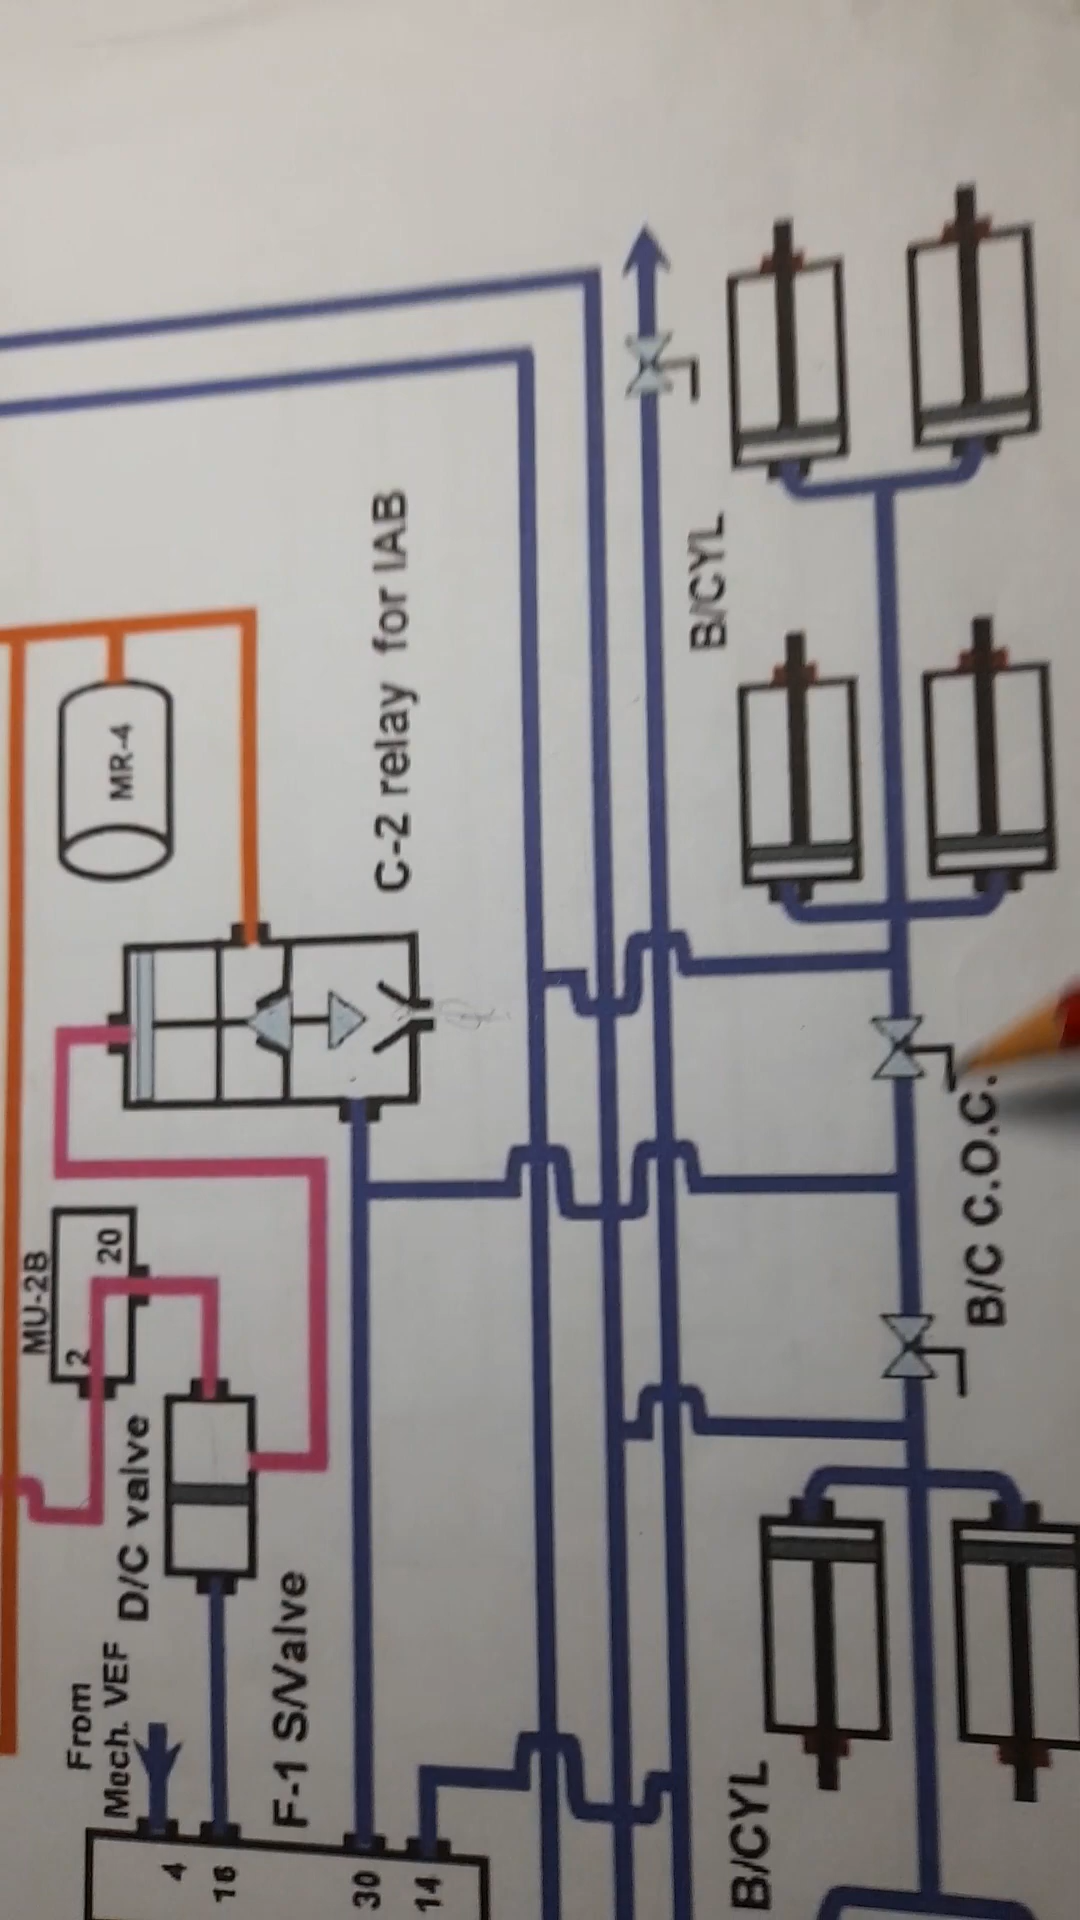 MR-4
C-2 relay for IAB
MU-2B
2
20
D/C valve
From
Mech. VEF
F-1 S/Valve
4
16
30
14
B/CYL
B/C C.O.C.
B/CYL